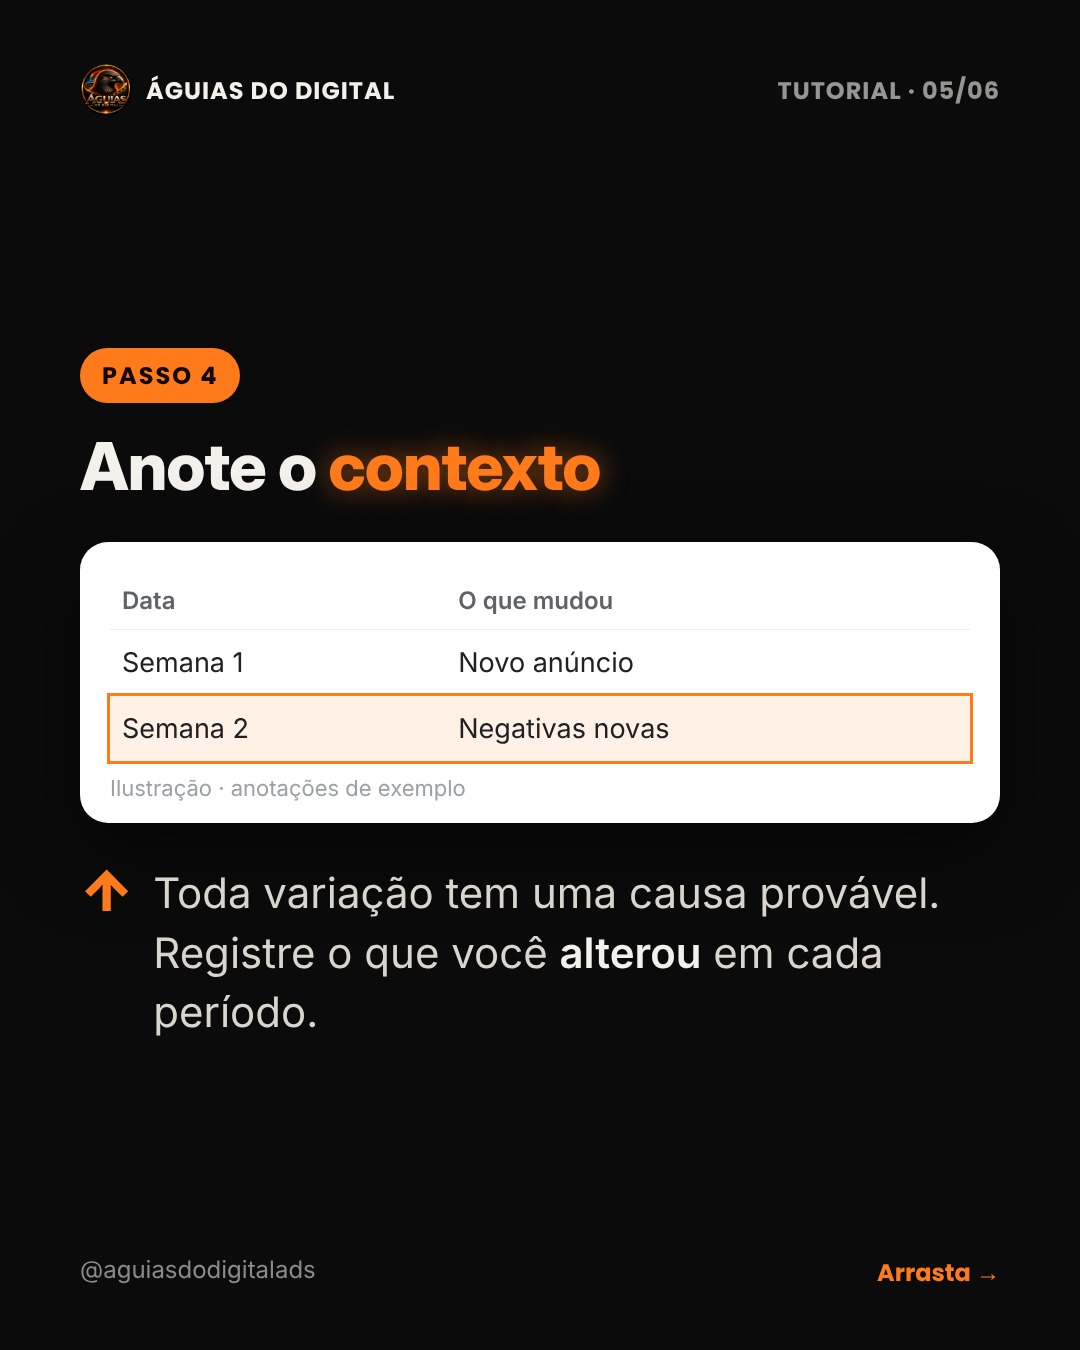 ÁGUIAS
ÁGUIAS DO DIGITAL
TUTORIAL · 05/06
PASSO 4
Anote o contexto
Data O que mudou
Semana 1 Novo anúncio
Semana 2 Negativas novas
Ilustração · anotações de exemplo
↑ Toda variação tem uma causa provável.
Registre o que você alterou em cada
período.
@aguiasdodigitalads
Arrasta →